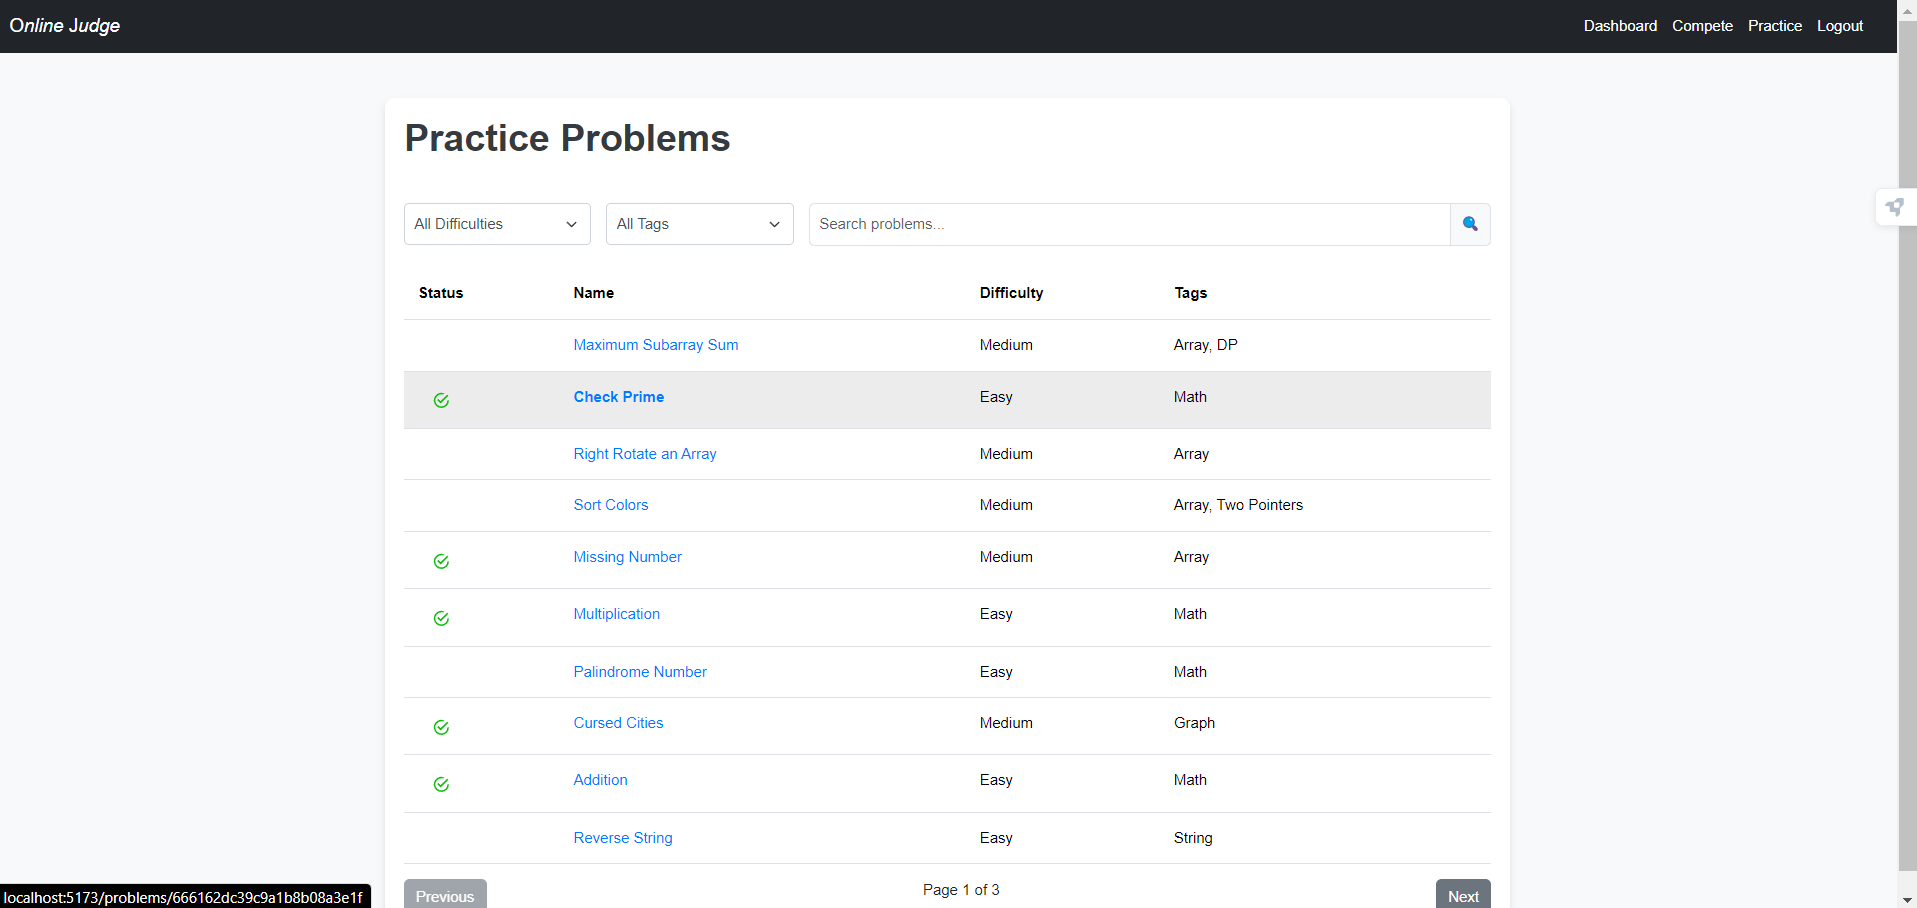 Online Judge
Dashboard Compete Practice Logout
Practice Problems
All Difficulties All Tags Search problems...
Status Name Difficulty Tags
Maximum Subarray Sum Medium Array, DP
Check Prime Easy Math
Right Rotate an Array Medium Array
Sort Colors Medium Array, Two Pointers
Missing Number Medium Array
Multiplication Easy Math
Palindrome Number Easy Math
Cursed Cities Medium Graph
Addition Easy Math
Reverse String Easy String
Previous Page 1 of 3 Next
localhost:5173/problems/666162dc39c9a1b8b08a3e1f